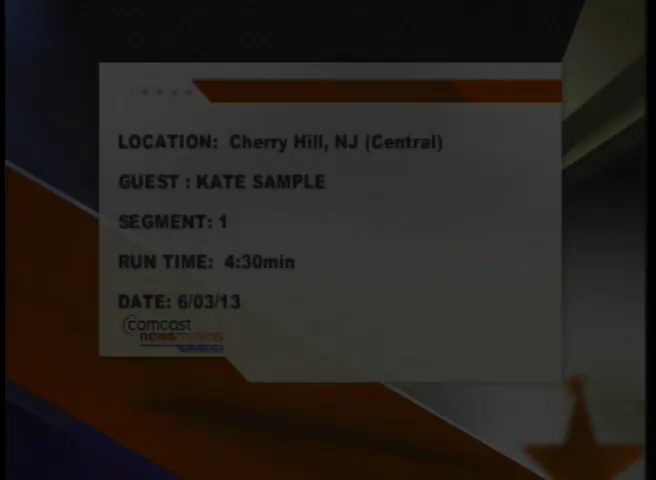 LOCATION: Cherry Hill, NJ (Central)
GUEST : KATE SAMPLE
SEGMENT: 1
RUN TIME: 4:30min
DATE: 6/03/13
comcast
newsmakers